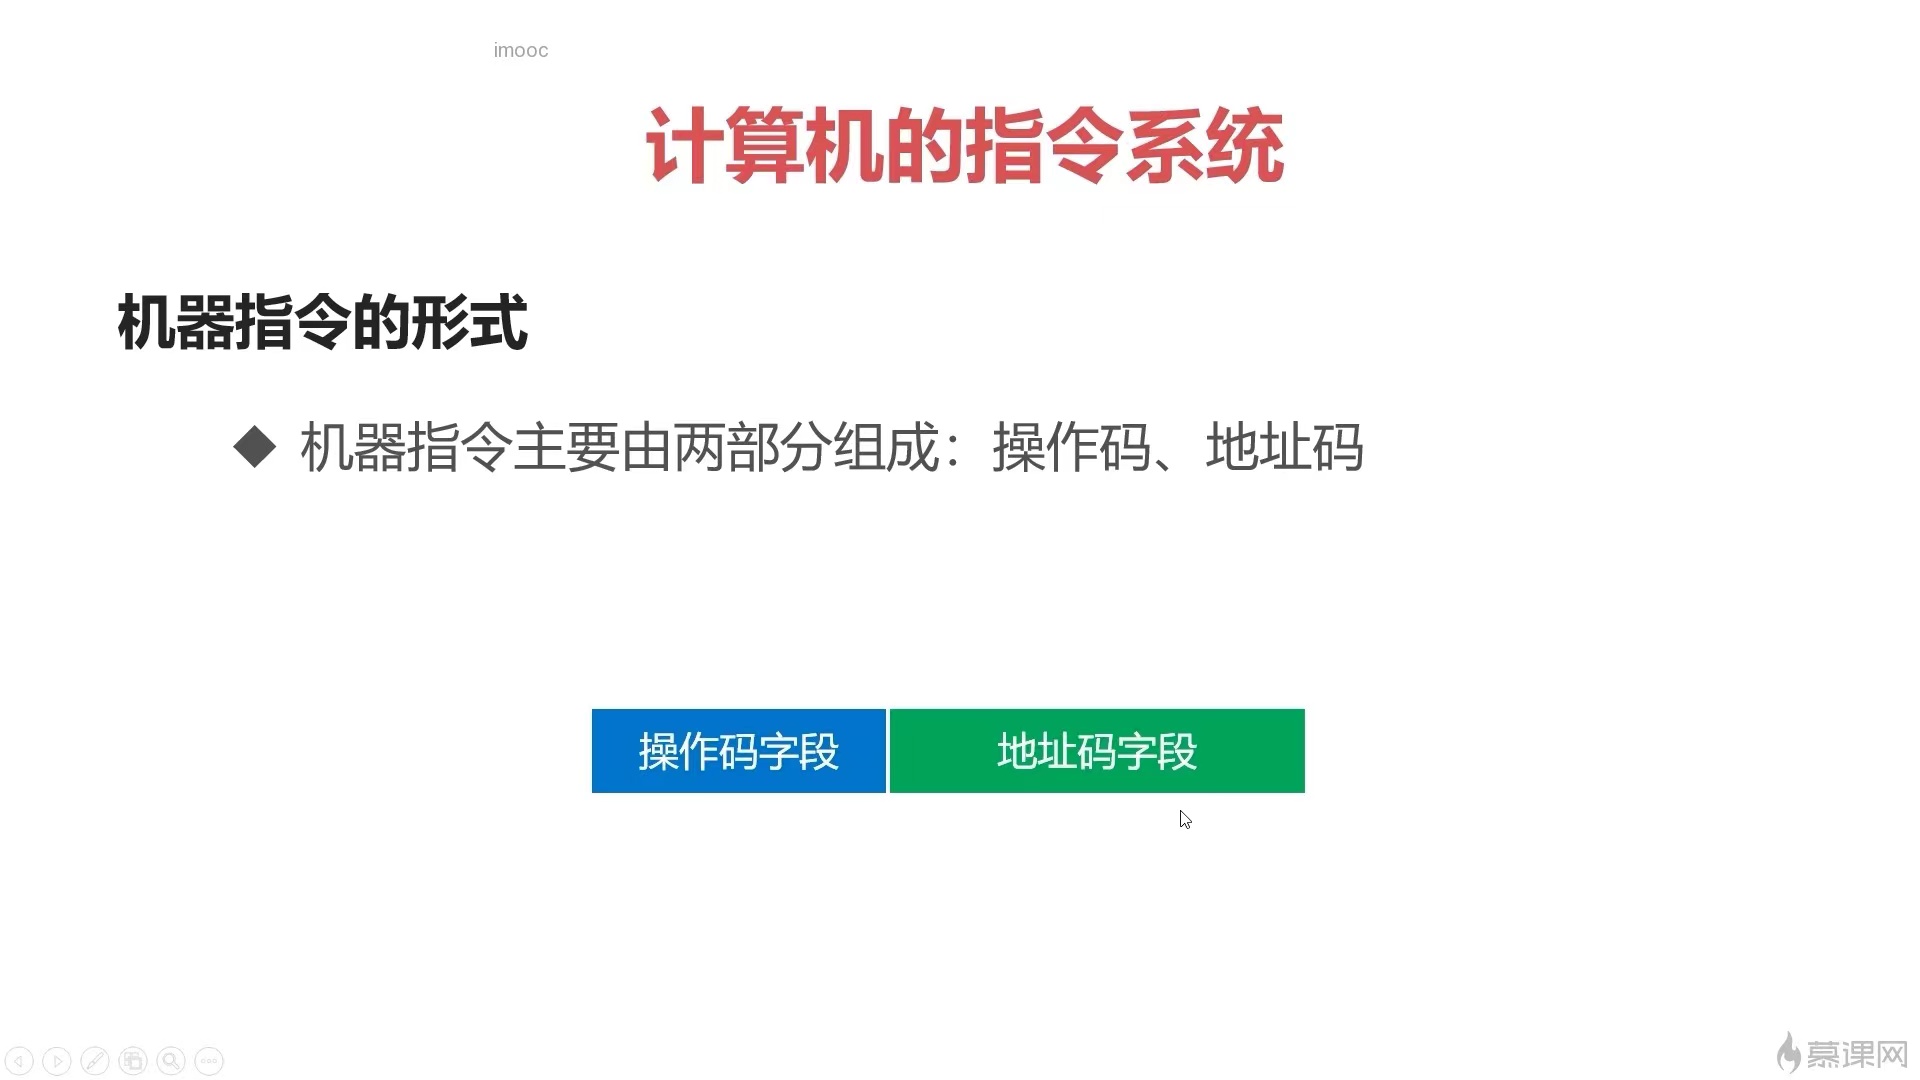 imooc
计算机的指令系统
机器指令的形式
◆ 机器指令主要由两部分组成：操作码、地址码
操作码字段 地址码字段
慕课网